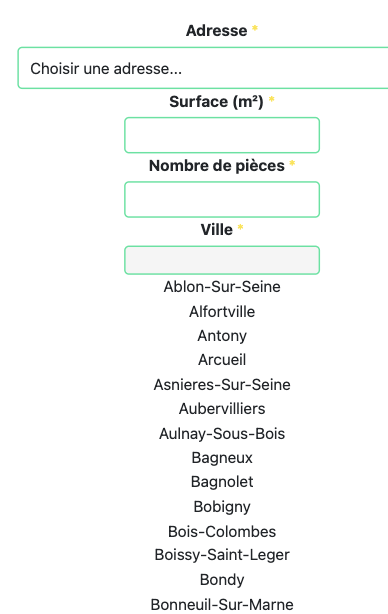 Adresse *
Choisir une adresse...
Surface (m²) *
Nombre de pièces *
Ville *
Ablon-Sur-Seine
Alfortville
Antony
Arcueil
Asnieres-Sur-Seine
Aubervilliers
Aulnay-Sous-Bois
Bagneux
Bagnolet
Bobigny
Bois-Colombes
Boissy-Saint-Leger
Bondy
Bonneuil-Sur-Marne